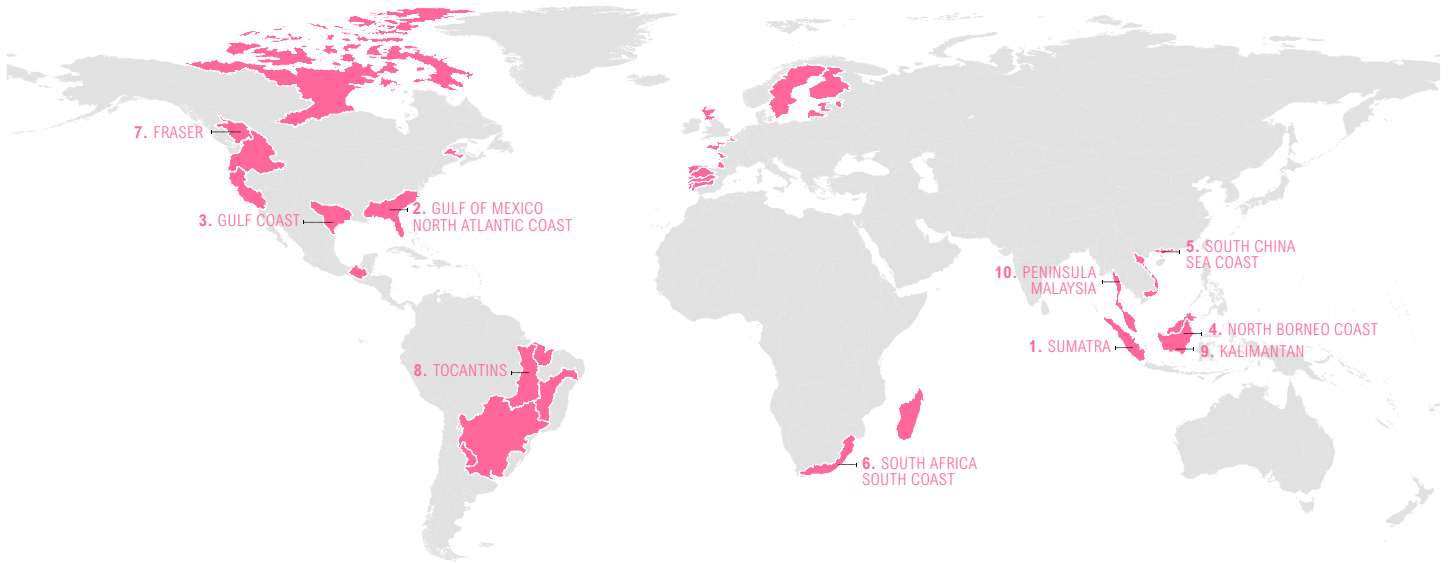 7. FRASER
3. GULF COAST
2. GULF OF MEXICO
NORTH ATLANTIC COAST
5. SOUTH CHINA
SEA COAST
10. PENINSULA
MALAYSIA
4. NORTH BORNEO COAST
1. SUMATRA
9. KALIMANTAN
8. TOCANTINS
6. SOUTH AFRICA
SOUTH COAST